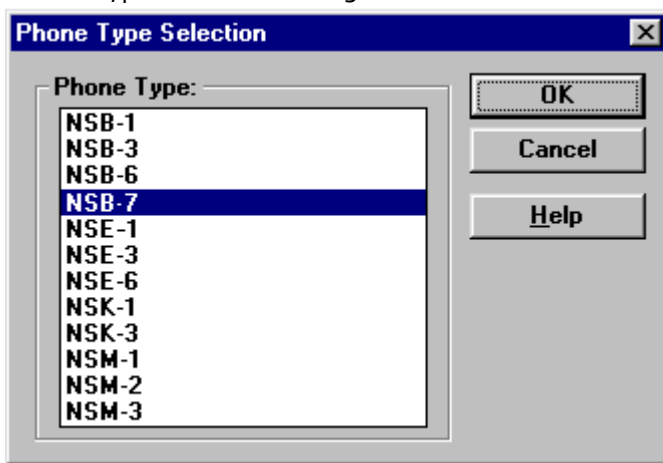 Phone Type Selection
Phone Type:
NSB-1
NSB-3
NSB-6
NSB-7
NSE-1
NSE-3
NSE-6
NSK-1
NSK-3
NSM-1
NSM-2
NSM-3
OK
Cancel
Help